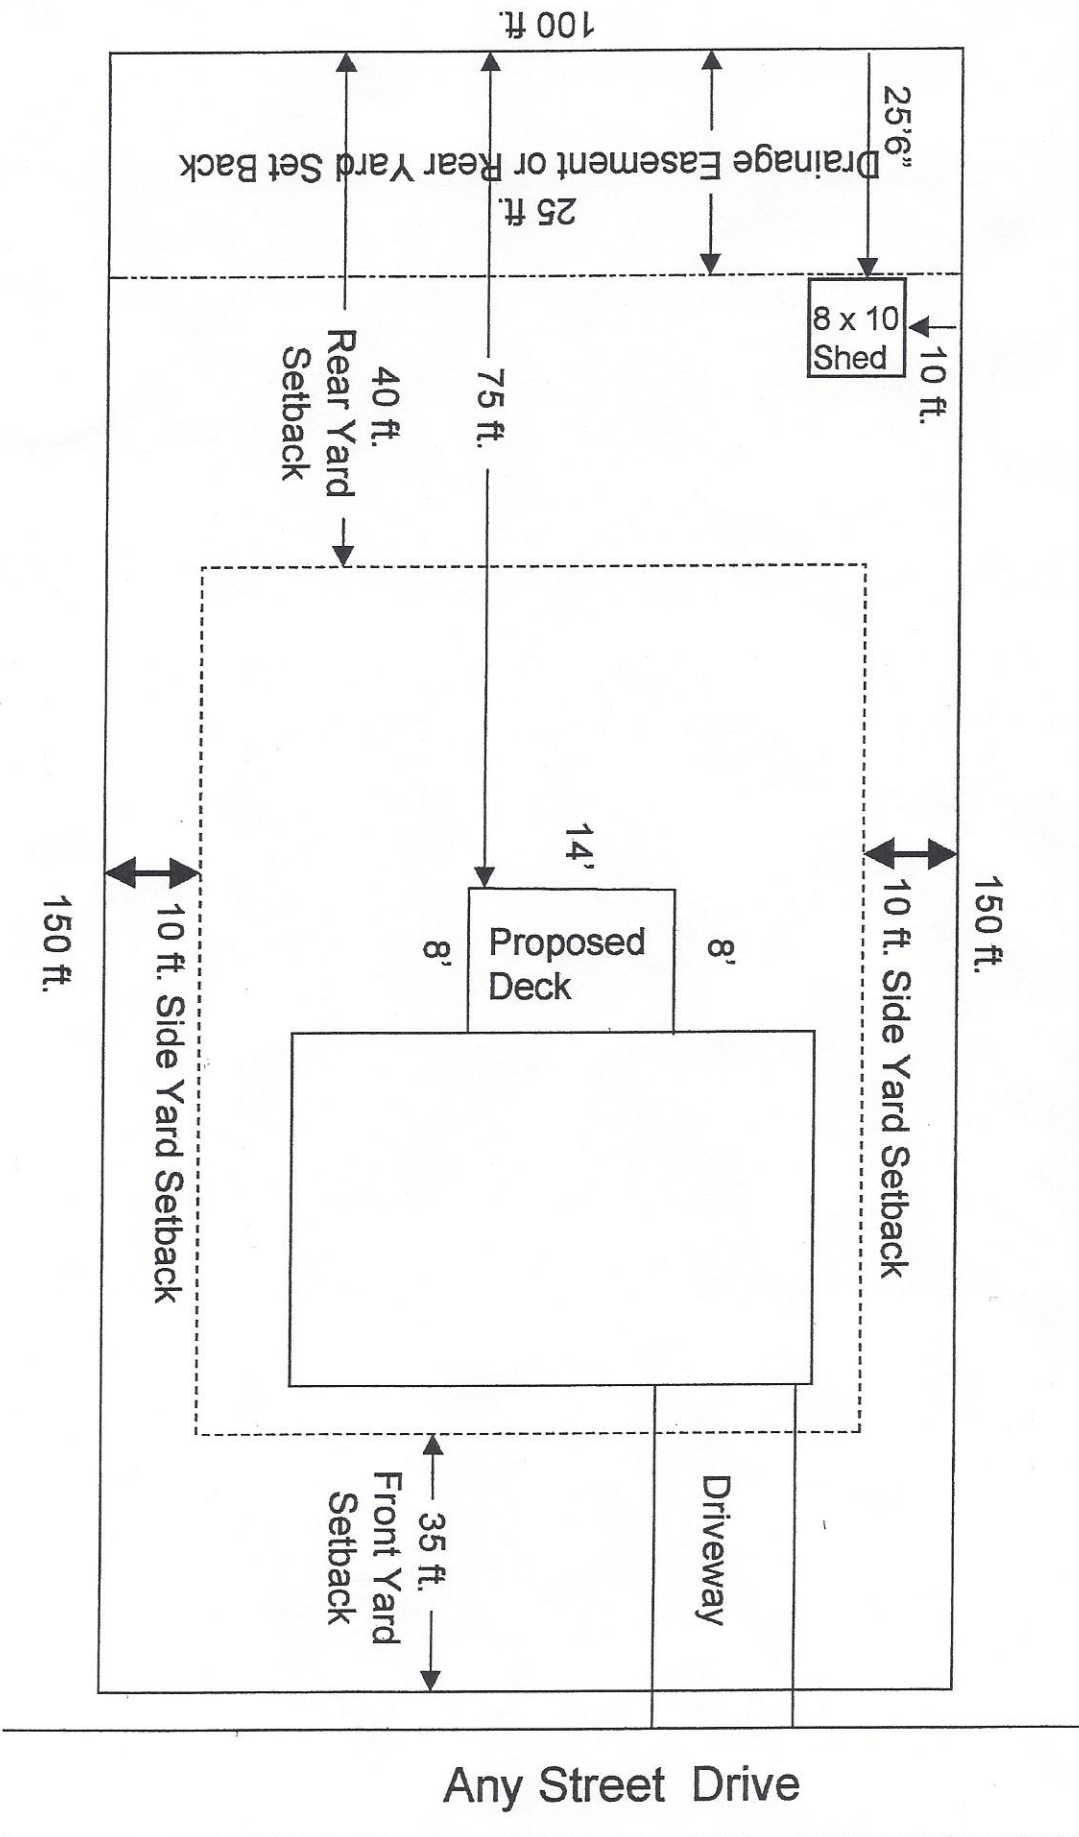 100 ft.
25'6"
Drainage Easement or Rear Yard Set Back
25 ft.
8 x 10
Shed
10 ft.
40 ft.
Rear Yard
Setback
75 ft.
14'
8'
Proposed
Deck
8'
10 ft. Side Yard Setback
150 ft.
10 ft. Side Yard Setback
150 ft.
35 ft.
Front Yard
Setback
Driveway
Any Street Drive